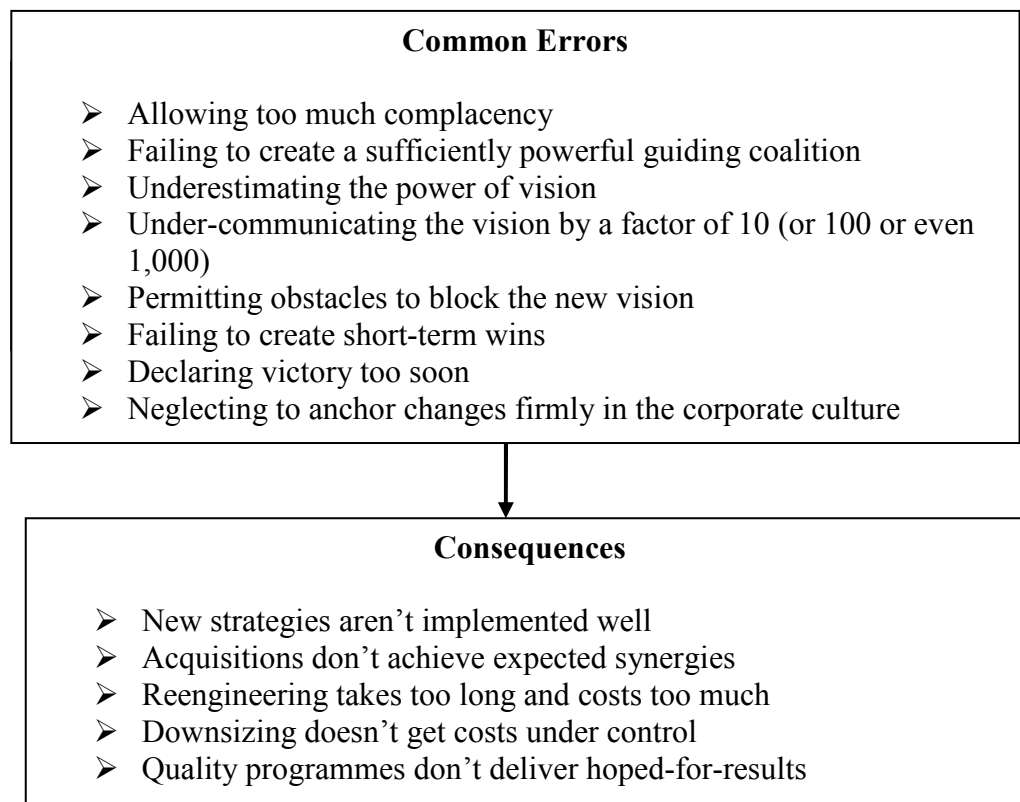 Common Errors
➢ Allowing too much complacency
➢ Failing to create a sufficiently powerful guiding coalition
➢ Underestimating the power of vision
➢ Under-communicating the vision by a factor of 10 (or 100 or even
1,000)
➢ Permitting obstacles to block the new vision
➢ Failing to create short-term wins
➢ Declaring victory too soon
➢ Neglecting to anchor changes firmly in the corporate culture
Consequences
➢ New strategies aren’t implemented well
➢ Acquisitions don’t achieve expected synergies
➢ Reengineering takes too long and costs too much
➢ Downsizing doesn’t get costs under control
➢ Quality programmes don’t deliver hoped-for-results